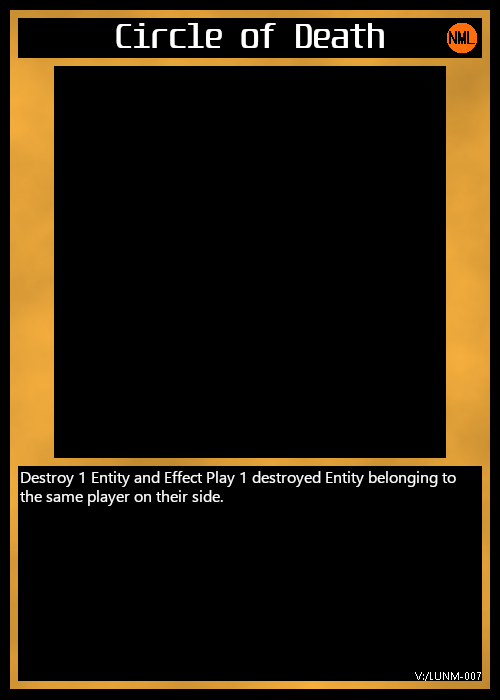 Circle of Death
NML
Destroy 1 Entity and Effect Play 1 destroyed Entity belonging to
the same player on their side.
V:/LUNM-007